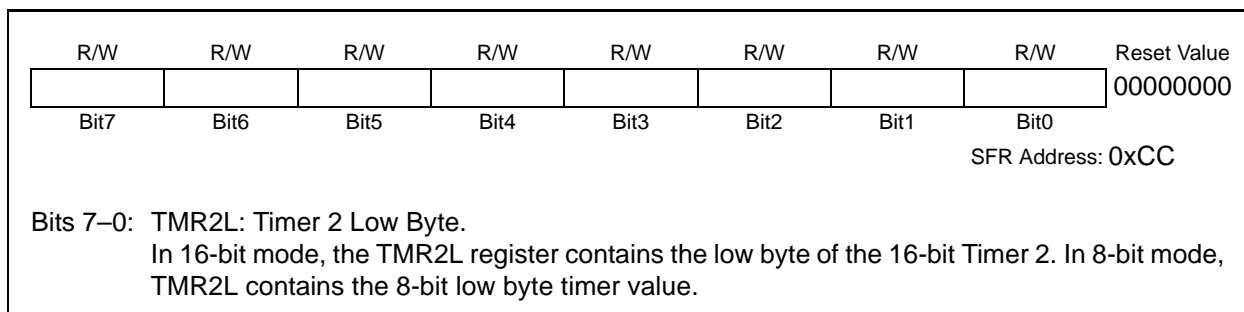 R/W R/W R/W R/W R/W R/W R/W R/W Reset Value
00000000
Bit7 Bit6 Bit5 Bit4 Bit3 Bit2 Bit1 Bit0
SFR Address: 0xCC
Bits 7–0: TMR2L: Timer 2 Low Byte.
In 16-bit mode, the TMR2L register contains the low byte of the 16-bit Timer 2. In 8-bit mode,
TMR2L contains the 8-bit low byte timer value.